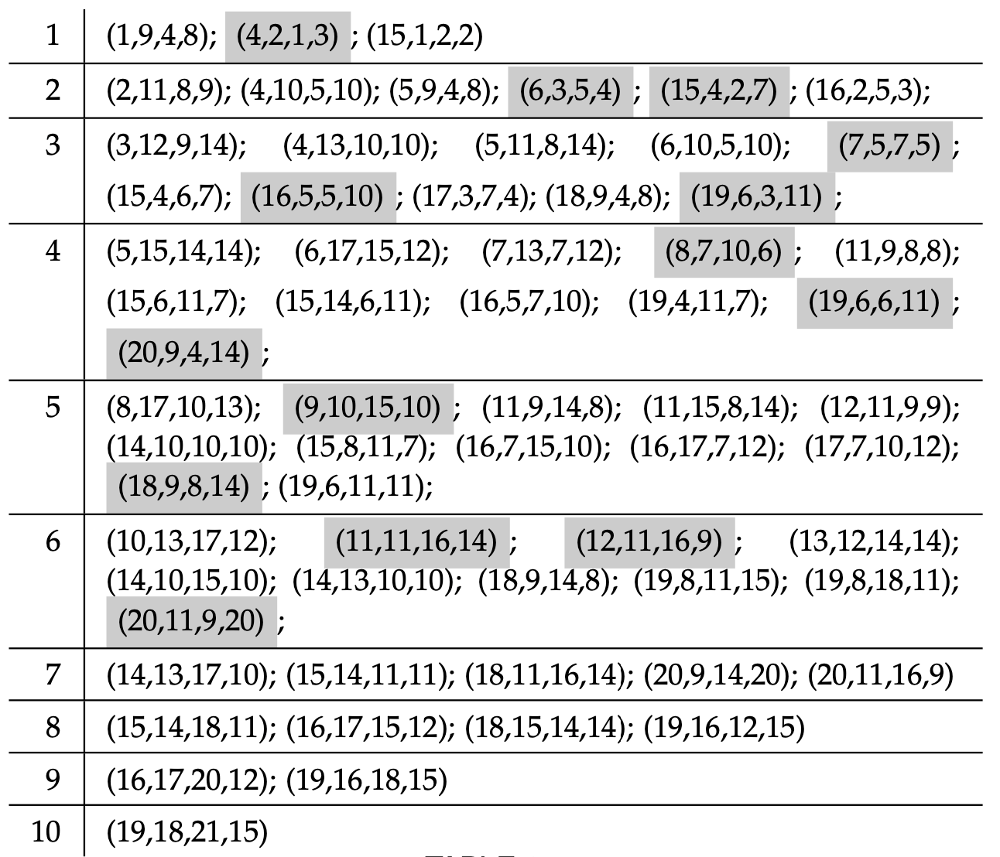 1 (1,9,4,8); (4,2,1,3) ; (15,1,2,2)
2 (2,11,8,9); (4,10,5,10); (5,9,4,8); (6,3,5,4) ; (15,4,2,7) ; (16,2,5,3);
3 (3,12,9,14); (4,13,10,10); (5,11,8,14); (6,10,5,10); (7,5,7,5) ;
(15,4,6,7); (16,5,5,10) ; (17,3,7,4); (18,9,4,8); (19,6,3,11) ;
4 (5,15,14,14); (6,17,15,12); (7,13,7,12); (8,7,10,6) ; (11,9,8,8);
(15,6,11,7); (15,14,6,11); (16,5,7,10); (19,4,11,7); (19,6,6,11) ;
(20,9,4,14) ;
5 (8,17,10,13); (9,10,15,10) ; (11,9,14,8); (11,15,8,14); (12,11,9,9);
(14,10,10,10); (15,8,11,7); (16,7,15,10); (16,17,7,12); (17,7,10,12);
(18,9,8,14) ; (19,6,11,11);
6 (10,13,17,12); (11,11,16,14) ; (12,11,16,9) ; (13,12,14,14);
(14,10,15,10); (14,13,10,10); (18,9,14,8); (19,8,11,15); (19,8,18,11);
(20,11,9,20) ;
7 (14,13,17,10); (15,14,11,11); (18,11,16,14); (20,9,14,20); (20,11,16,9)
8 (15,14,18,11); (16,17,15,12); (18,15,14,14); (19,16,12,15)
9 (16,17,20,12); (19,16,18,15)
10 (19,18,21,15)